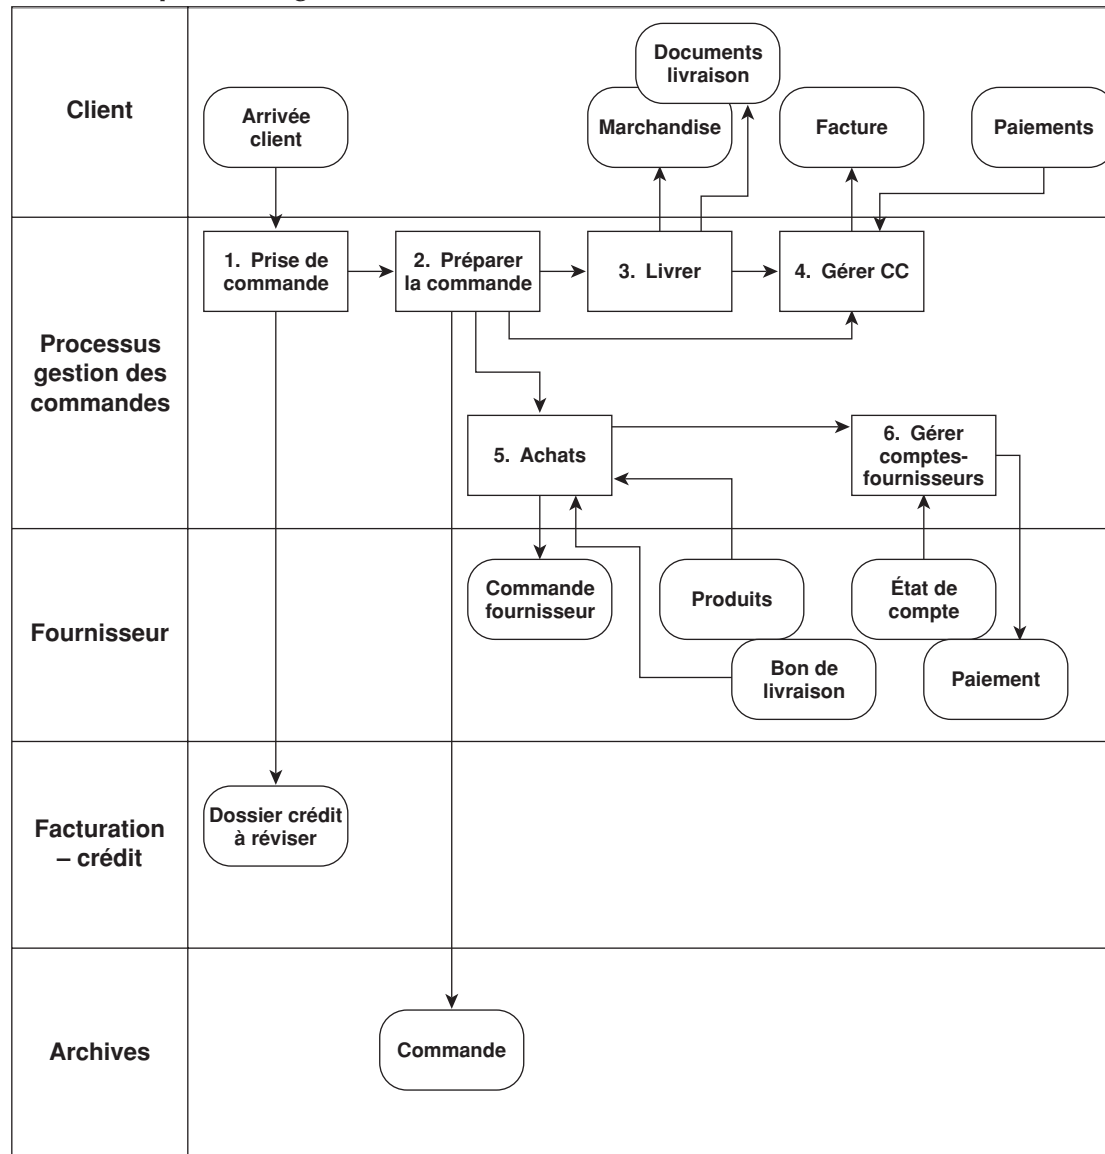 Client
Arrivée
client
Documents
livraison
Marchandise
Facture
Paiements
Processus
gestion des
commandes
1. Prise de
commande
2. Préparer
la commande
3. Livrer
4. Gérer CC
5. Achats
6. Gérer
comptes-
fournisseurs
Fournisseur
Commande
fournisseur
Produits
Bon de
livraison
État de
compte
Paiement
Facturation
– crédit
Dossier crédit
à réviser
Archives
Commande